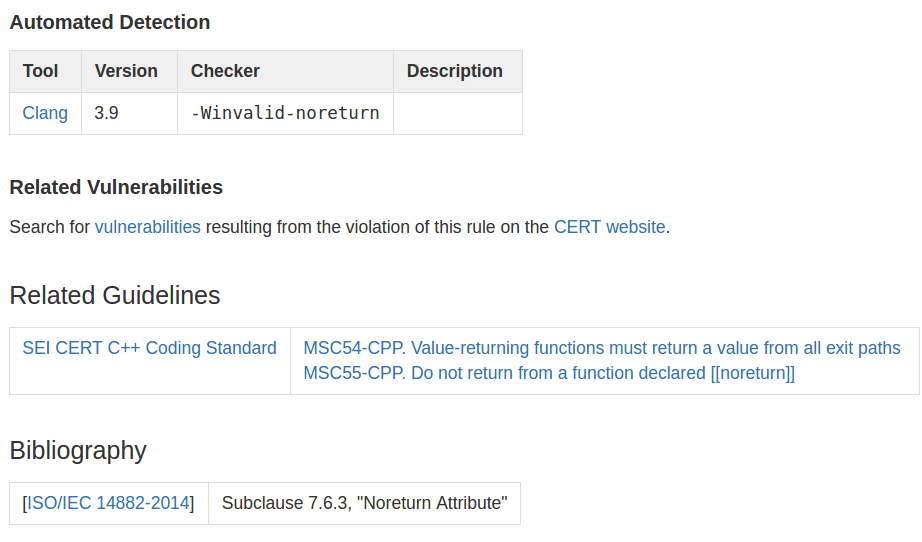 Automated Detection
Tool Version Checker Description
Clang 3.9 -Winvalid-noreturn
Related Vulnerabilities
Search for vulnerabilities resulting from the violation of this rule on the CERT website.
Related Guidelines
SEI CERT C++ Coding Standard MSC54-CPP. Value-returning functions must return a value from all exit paths
MSC55-CPP. Do not return from a function declared [[noreturn]]
Bibliography
[ISO/IEC 14882-2014] Subclause 7.6.3, "Noreturn Attribute"